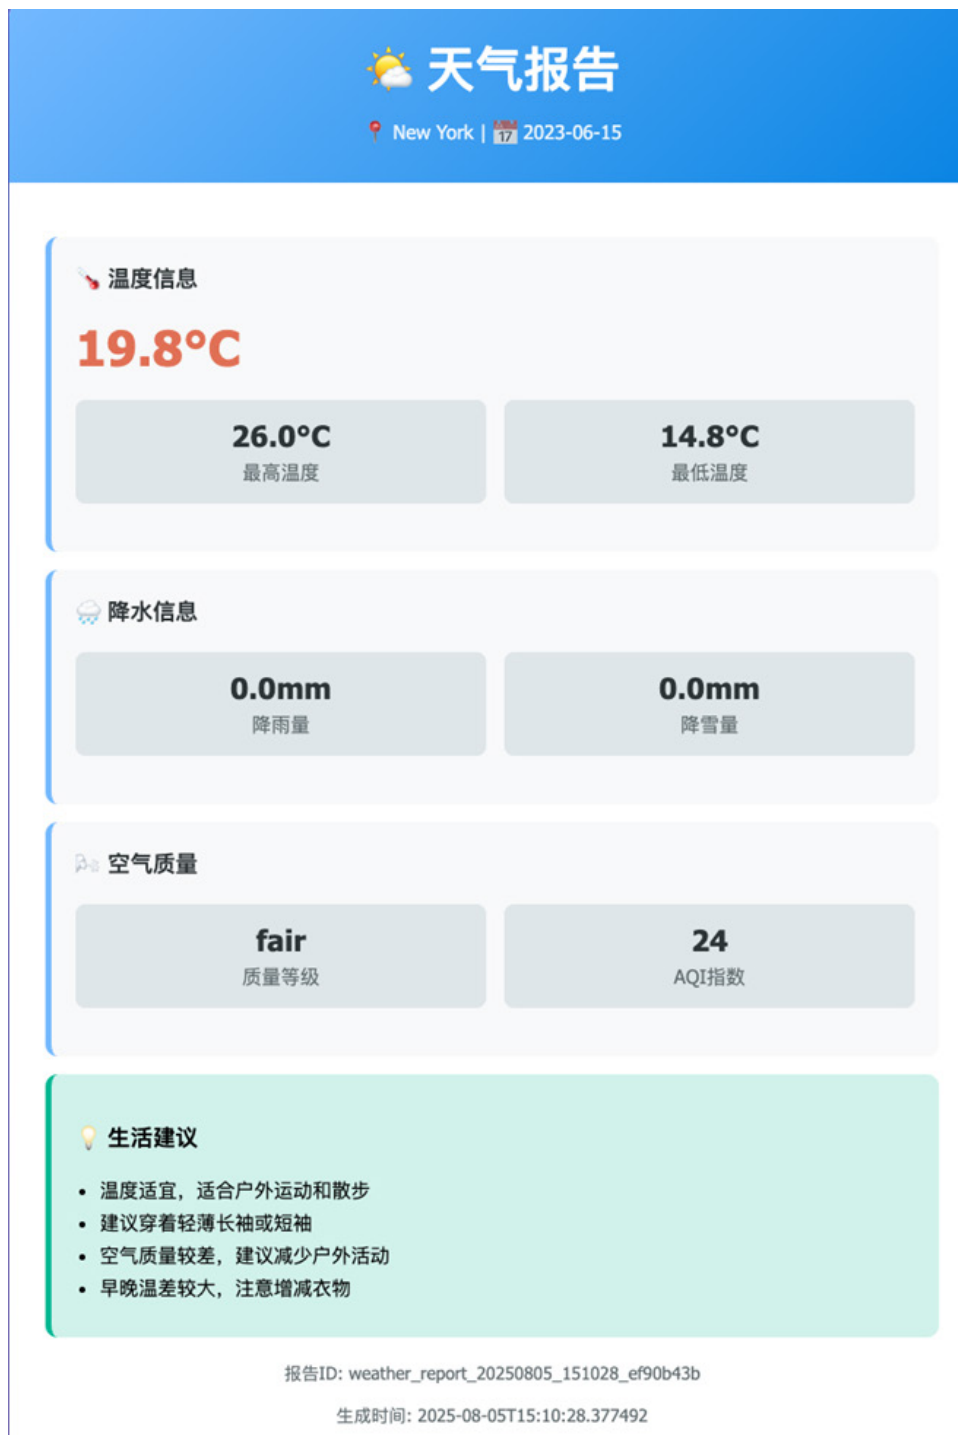 天气报告
New York | 2023-06-15
温度信息
19.8°C
26.0°C
最高温度
14.8°C
最低温度
降水信息
0.0mm
降雨量
0.0mm
降雪量
空气质量
fair
质量等级
24
AQI指数
生活建议
• 温度适宜，适合户外运动和散步
• 建议穿着轻薄长袖或短袖
• 空气质量较差，建议减少户外活动
• 早晚温差较大，注意增减衣物
报告ID: weather_report_20250805_151028_ef90b43b
生成时间: 2025-08-05T15:10:28.377492